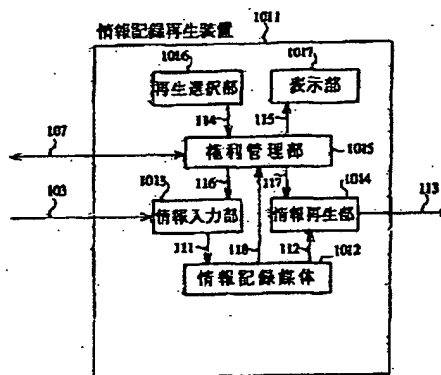 情報記録再生装置 1011
1016 1017
再生選択部 表示部
114 115
107 権利管理部 1015
1013 116 117 1014
103 情報入力部 情報再生部 113
111 118 112 1012
情報記録媒体